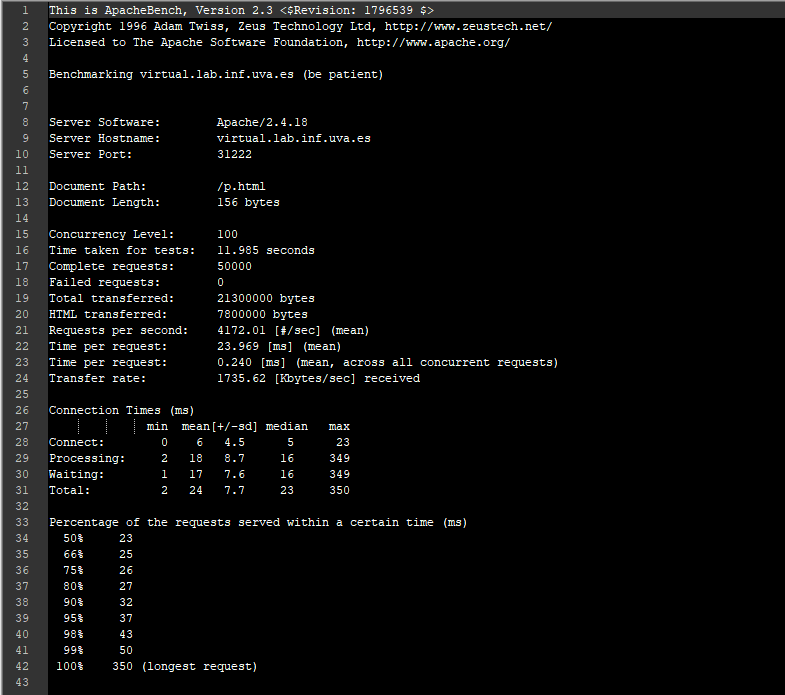 1 This is ApacheBench, Version 2.3 <$Revision: 1796539 $>
2 Copyright 1996 Adam Twiss, Zeus Technology Ltd, http://www.zeustech.net/
3 Licensed to The Apache Software Foundation, http://www.apache.org/
4
5 Benchmarking virtual.lab.inf.uva.es (be patient)
6
7
8 Server Software:        Apache/2.4.18
9 Server Hostname:        virtual.lab.inf.uva.es
10 Server Port:            31222
11
12 Document Path:          /p.html
13 Document Length:        156 bytes
14
15 Concurrency Level:      100
16 Time taken for tests:   11.985 seconds
17 Complete requests:      50000
18 Failed requests:        0
19 Total transferred:      21300000 bytes
20 HTML transferred:       7800000 bytes
21 Requests per second:    4172.01 [#/sec] (mean)
22 Time per request:       23.969 [ms] (mean)
23 Time per request:       0.240 [ms] (mean, across all concurrent requests)
24 Transfer rate:          1735.62 [Kbytes/sec] received
25
26 Connection Times (ms)
27               min  mean[+/-sd] median   max
28 Connect:        0    6   4.5      5      23
29 Processing:     2   18   8.7     16     349
30 Waiting:        1   17   7.6     16     349
31 Total:          2   24   7.7     23     350
32
33 Percentage of the requests served within a certain time (ms)
34   50%     23
35   66%     25
36   75%     26
37   80%     27
38   90%     32
39   95%     37
40   98%     43
41   99%     50
42  100%    350 (longest request)
43